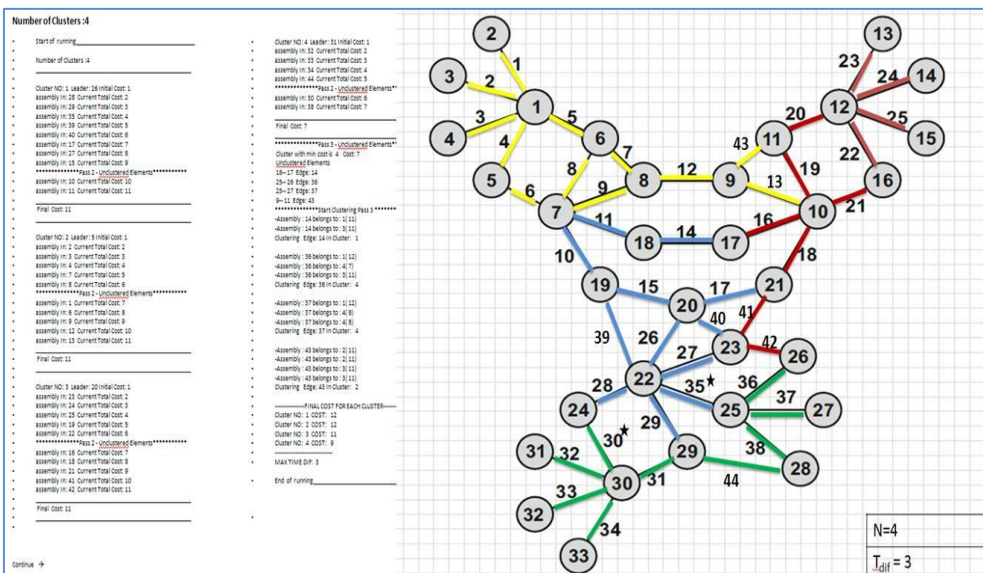 Number of Clusters :4
Start of running
Number of Clusters :4
Cluster NO: 1 Leader: 26 Initial Cost: 1
assembly in: 28 Current Total Cost: 2
assembly in: 29 Current Total Cost: 3
assembly in: 35 Current Total Cost: 4
assembly in: 39 Current Total Cost: 5
assembly in: 40 Current Total Cost: 6
assembly in: 17 Current Total Cost: 7
assembly in: 27 Current Total Cost: 8
assembly in: 15 Current Total Cost: 9
**************Pass 2 - Unclustered Elements**********
assembly in: 10 Current Total Cost: 10
assembly in: 11 Current Total Cost: 11
Final Cost: 11
Cluster NO: 2 Leader: 5 Initial Cost: 1
assembly in: 2 Current Total Cost: 2
assembly in: 3 Current Total Cost: 3
assembly in: 4 Current Total Cost: 4
assembly in: 7 Current Total Cost: 5
assembly in: 8 Current Total Cost: 6
**************Pass 2 - Unclustered Elements**********
assembly in: 1 Current Total Cost: 7
assembly in: 6 Current Total Cost: 8
assembly in: 9 Current Total Cost: 9
assembly in: 12 Current Total Cost: 10
assembly in: 13 Current Total Cost: 11
Final Cost: 11
Cluster NO: 3 Leader: 20 Initial Cost: 1
assembly in: 23 Current Total Cost: 2
assembly in: 24 Current Total Cost: 3
assembly in: 25 Current Total Cost: 4
assembly in: 19 Current Total Cost: 5
assembly in: 22 Current Total Cost: 6
**************Pass 2 - Unclustered Elements**********
assembly in: 16 Current Total Cost: 7
assembly in: 18 Current Total Cost: 8
assembly in: 21 Current Total Cost: 9
assembly in: 41 Current Total Cost: 10
assembly in: 42 Current Total Cost: 11
Final Cost: 11
Continue →
Cluster NO: 4 Leader: 31 Initial Cost: 1
assembly in: 32 Current Total Cost: 2
assembly in: 33 Current Total Cost: 3
assembly in: 34 Current Total Cost: 4
assembly in: 44 Current Total Cost: 5
**************Pass 2 - Unclustered Elements**
assembly in: 30 Current Total Cost: 6
assembly in: 38 Current Total Cost: 7
Final Cost: 7
**************Pass 3 - Unclustered Elements**
Cluster with min cost is 4 Cost: 7
Unclustered Elements
18-- 17 Edge: 14
25-- 26 Edge: 36
25-- 27 Edge: 37
9-- 11 Edge: 43
**************Start Clustering Pass 3
-Assembly : 14 belongs to : 1( 11)
-Assembly : 14 belongs to : 3( 11)
Clustering Edge: 14 in Cluster: 1
-Assembly : 36 belongs to : 1( 12)
-Assembly : 36 belongs to : 4( 7)
-Assembly : 36 belongs to : 3( 11)
Clustering Edge: 36 in Cluster: 4
-Assembly : 37 belongs to : 1( 12)
-Assembly : 37 belongs to : 4( 8)
-Assembly : 37 belongs to : 4( 8)
Clustering Edge: 37 in Cluster: 4
-Assembly : 43 belongs to : 2( 11)
-Assembly : 43 belongs to : 2( 11)
-Assembly : 43 belongs to : 3( 11)
-Assembly : 43 belongs to : 3( 11)
Clustering Edge: 43 in Cluster: 2
FINAL COST FOR EACH CLUSTER
Cluster NO: 1 COST: 12
Cluster NO: 2 COST: 12
Cluster NO: 3 COST: 11
Cluster NO: 4 COST: 9
MAX TIME DIF: 3
End of running
2 13
1 23
3 2 24 14
1 20 12
3 5 25
4 6 43 11 15
4 7 22
8 12 19
5 8 9 13 16
6 9 10 21
7 11 16
18 14 17
10 18
19 15 20 17 21
40 41
39 26 27 23 42 26
22 35 36 37
28 25 27
24 29 38
30 29
31 32 31 44 28
33 30
32 34
33
N=4
Tdif = 3